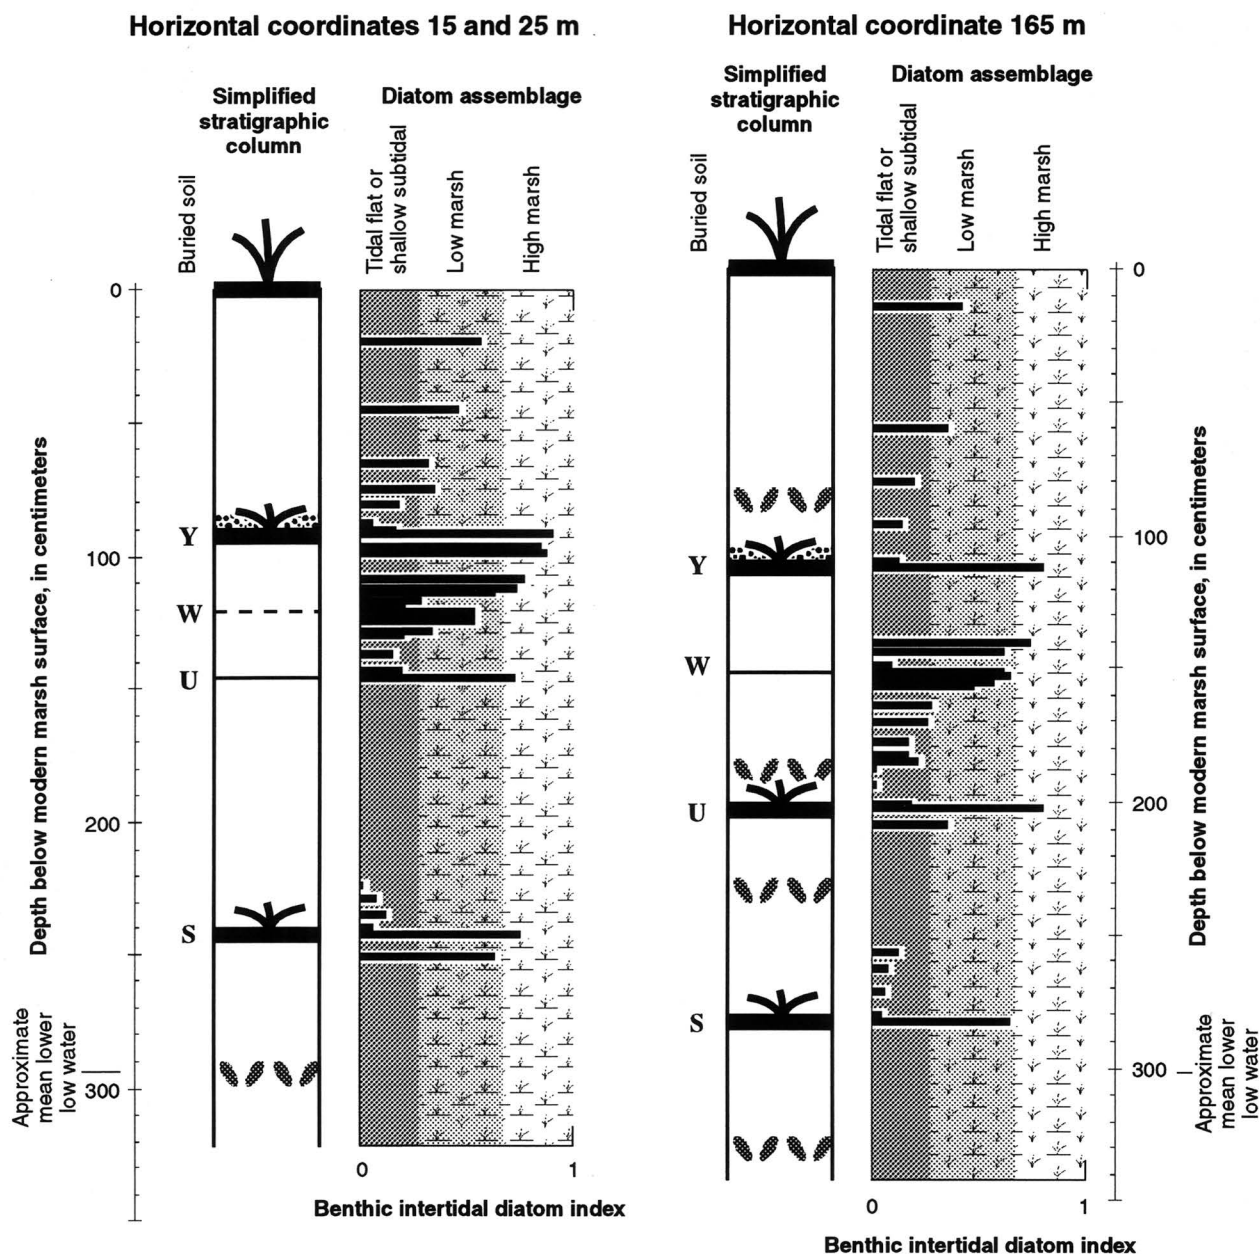 Horizontal coordinates 15 and 25 m
Simplified
stratigraphic
column
Diatom assemblage
Buried soil
Tidal flat or
shallow subtidal
Low marsh
High marsh
Depth below modern marsh surface, in centimeters
Approximate
mean lower
low water
0
100
200
300
Y
W
U
S
0
1
Benthic intertidal diatom index
Horizontal coordinate 165 m
Simplified
stratigraphic
column
Diatom assemblage
Buried soil
Tidal flat or
shallow subtidal
Low marsh
High marsh
Y
W
U
S
0
100
200
300
Depth below modern marsh surface, in centimeters
Approximate
mean lower
low water
0
1
Benthic intertidal diatom index